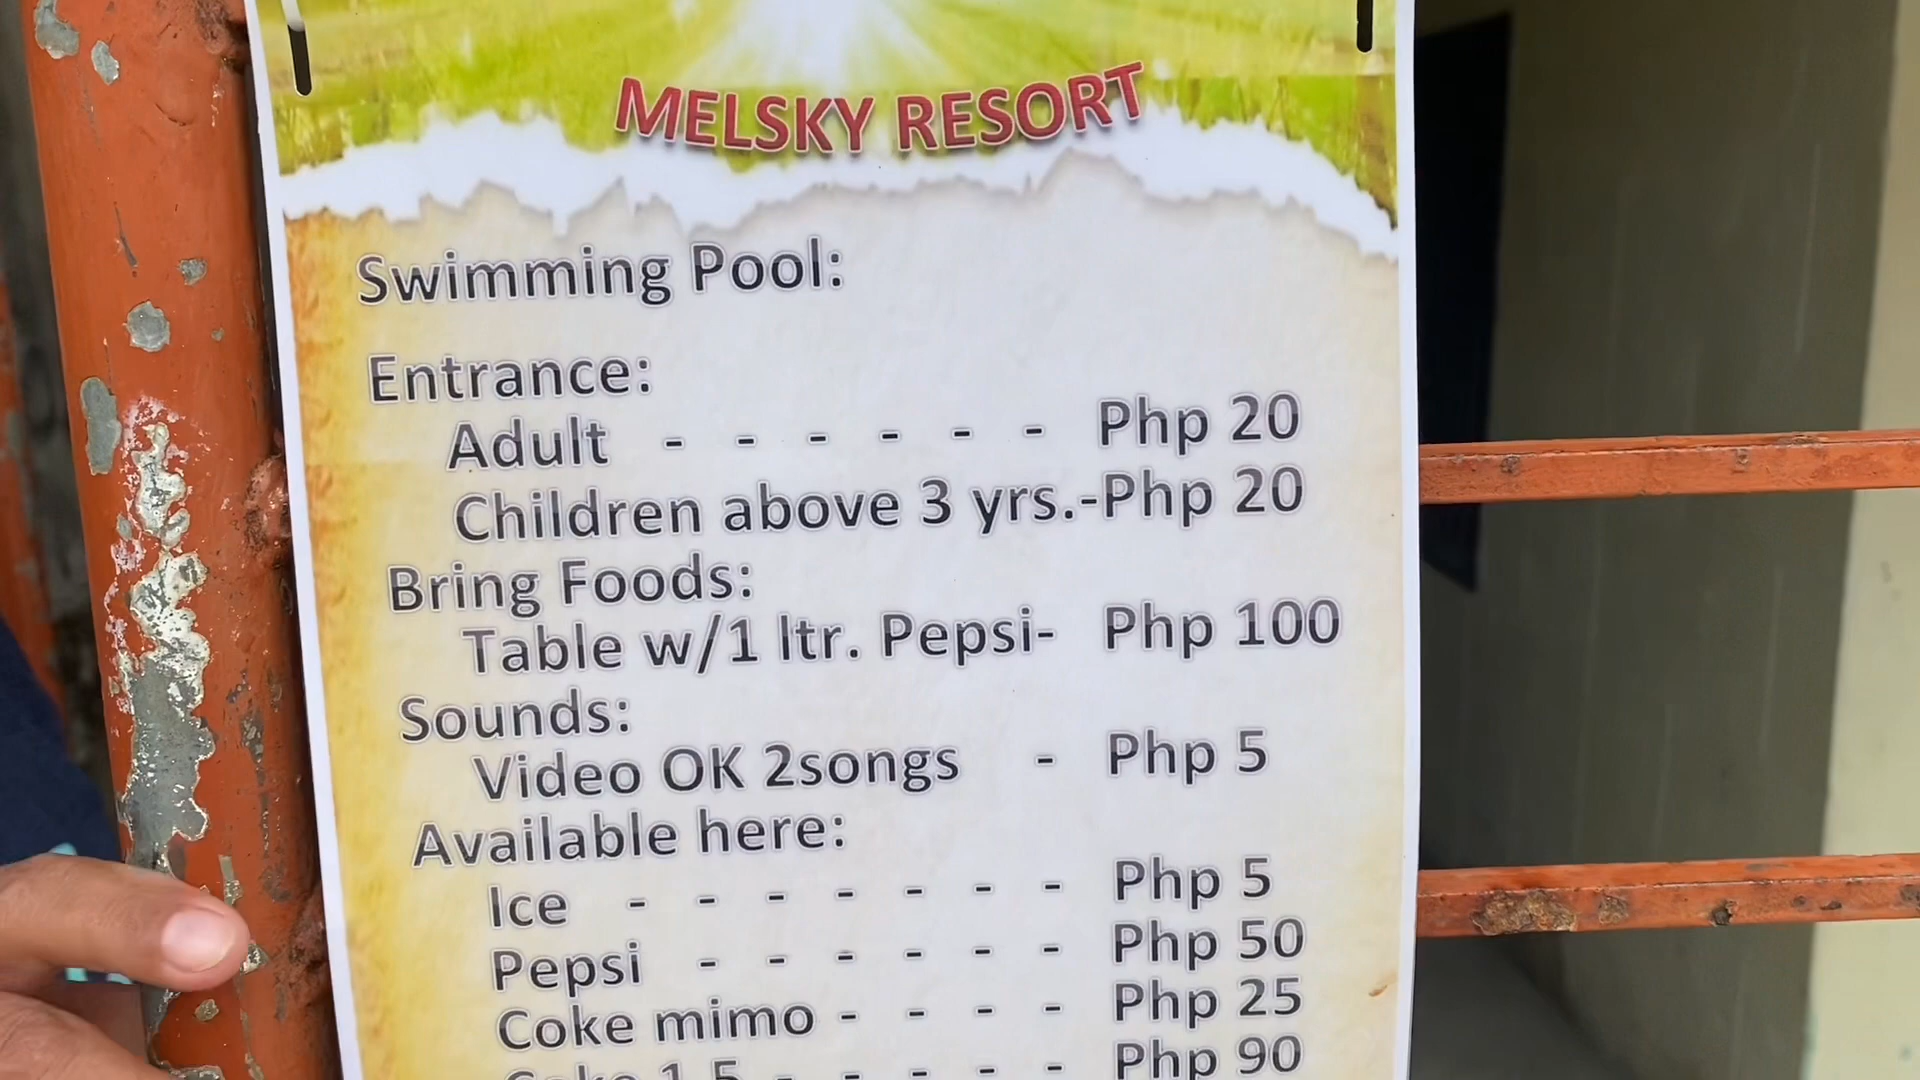 MELSKY RESORT
Swimming Pool:
Entrance:
Adult - - - - - - Php 20
Children above 3 yrs.-Php 20
Bring Foods:
Table w/1 ltr. Pepsi- Php 100
Sounds:
Video OK 2songs - Php 5
Available here:
Ice - - - - - - - Php 5
Pepsi - - - - - - Php 50
Coke mimo - - - - Php 25
Coke 1.5 - - - - - Php 90